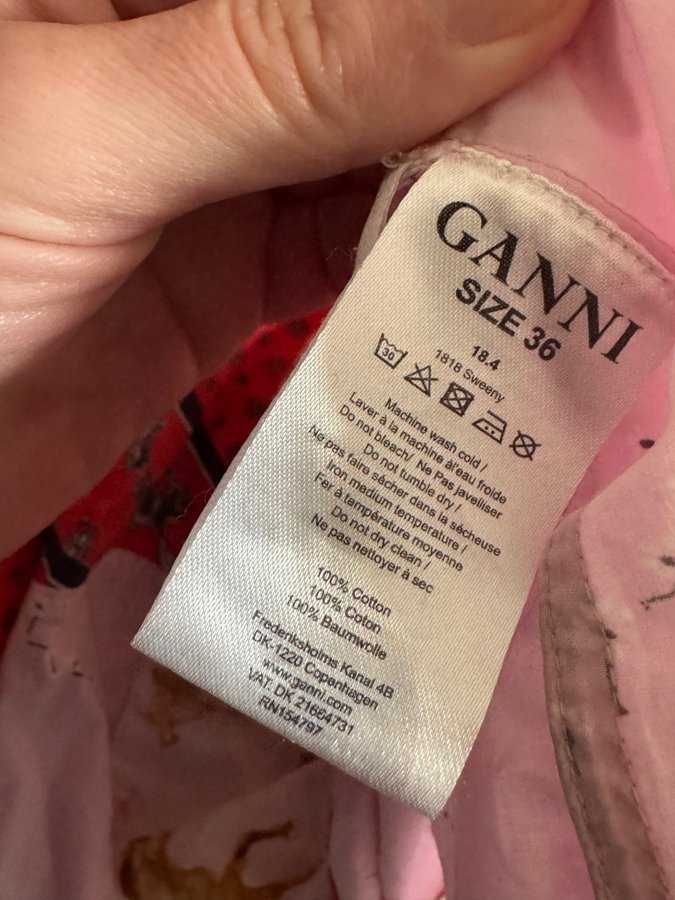 GANNI
SIZE 36
18.4
1818 Sweeny
30
Machine wash cold /
Laver à la machine àl'eau froide
Do not bleach/ Ne Pas javelliser
Do not tumble dry /
Ne pas faire sécher dans la sécheuse
Iron medium temperature /
Fer à température moyenne
Do not dry clean /
Ne pas nettoyer à sec
100% Cotton
100% Coton
100% Baumwolle
Frederiksholms Kanal 4B
DK-1220 Copenhagen
www.ganni.com
VAT. DK 21664731
RN154797